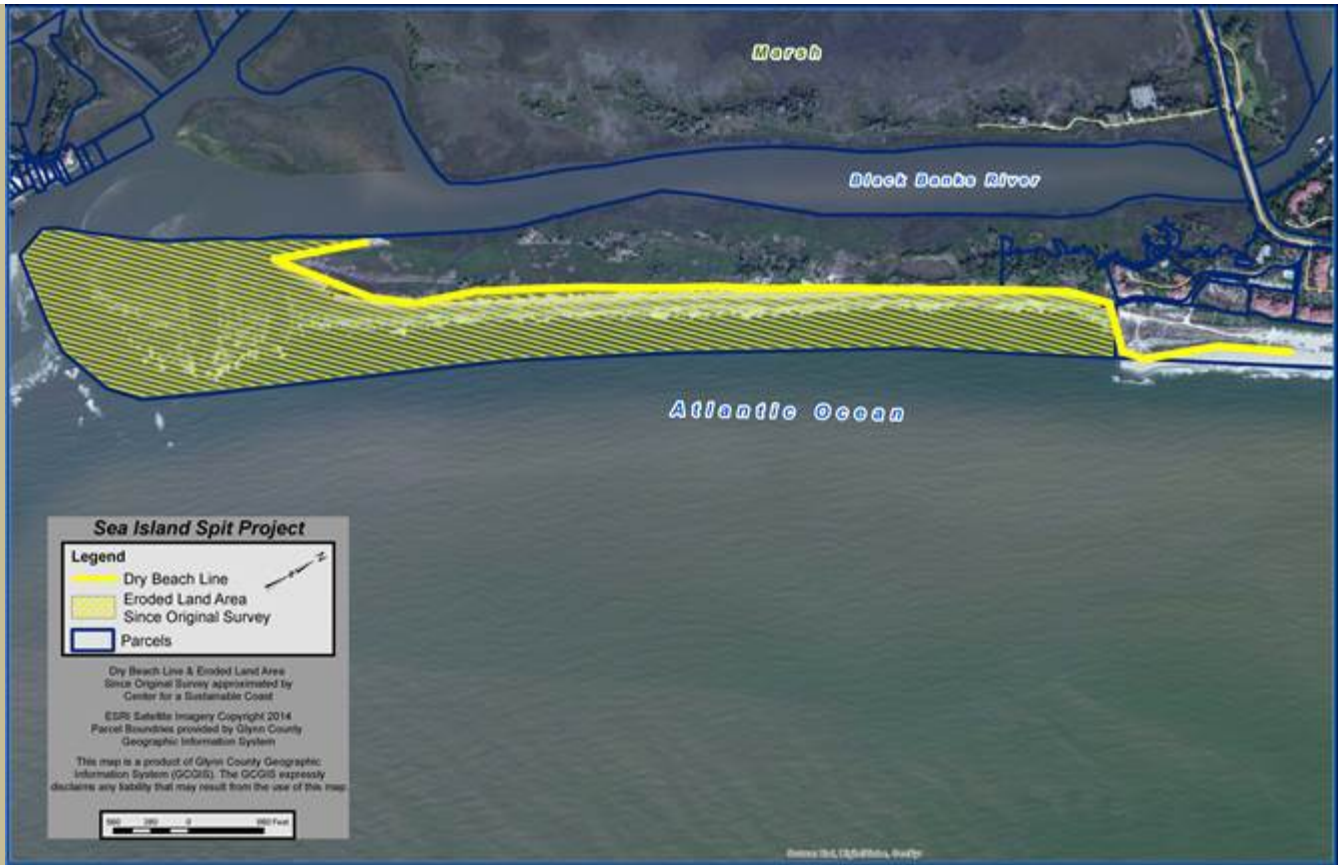 Marsh
Black Banks River
Atlantic Ocean
Sea Island Spit Project
Legend
Dry Beach Line
Eroded Land Area
Since Original Survey
Parcels
Dry Beach Line & Eroded Land Area
Since Original Survey approximated by
Center for a Sustainable Coast
ESRI Satellite Imagery Copyright 2014
Parcel Boundries provided by Glynn County
Geographic Information System
This map is a product of Glynn County Geographic
Information System (GCGIS). The GCGIS expressly
disclaims any liability that may result from the use of this map.
0
Feet